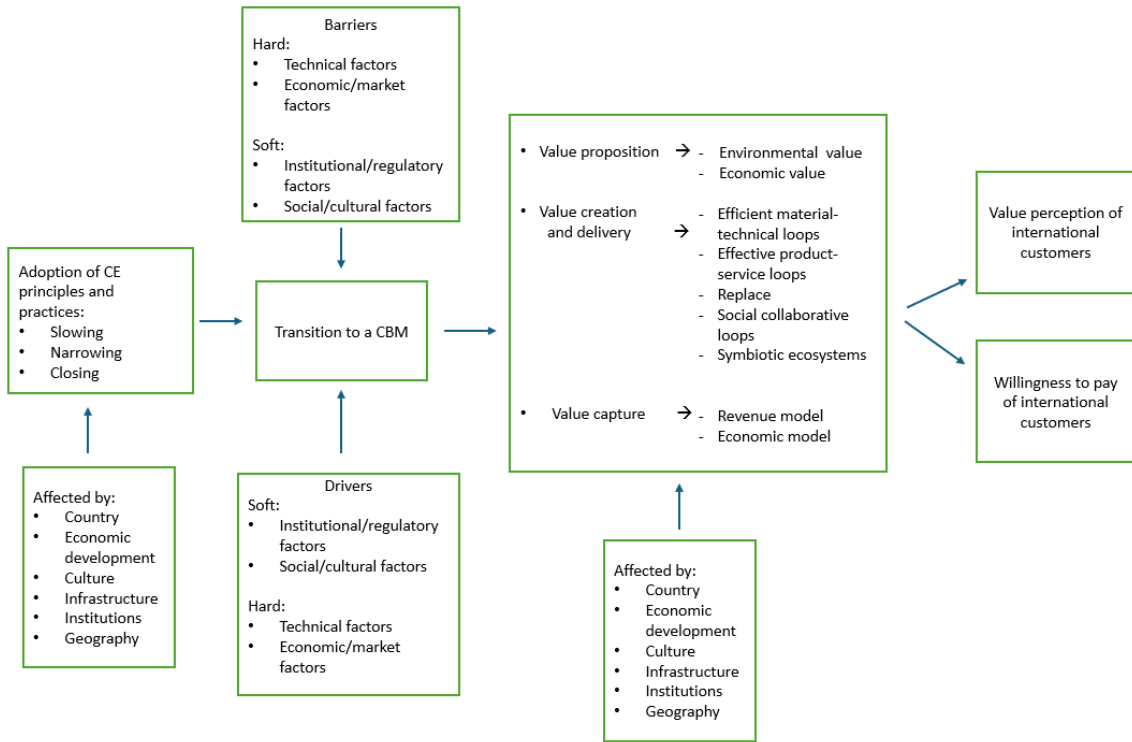 Barriers
Hard:
• Technical factors
• Economic/market
factors
Soft:
• Institutional/regulatory
factors
• Social/cultural factors
Adoption of CE
principles and
practices:
• Slowing
• Narrowing
• Closing
Transition to a CBM
• Value proposition → - Environmental value
- Economic value
• Value creation
and delivery → - Efficient material-
technical loops
- Effective product-
service loops
- Replace
- Social collaborative
loops
- Symbiotic ecosystems
• Value capture → - Revenue model
- Economic model
Value perception of
international
customers
Willingness to pay
of international
customers
Affected by:
• Country
• Economic
development
• Culture
• Infrastructure
• Institutions
• Geography
Drivers
Soft:
• Institutional/regulatory
factors
• Social/cultural factors
Hard:
• Technical factors
• Economic/market
factors
Affected by:
• Country
• Economic
development
• Culture
• Infrastructure
• Institutions
• Geography